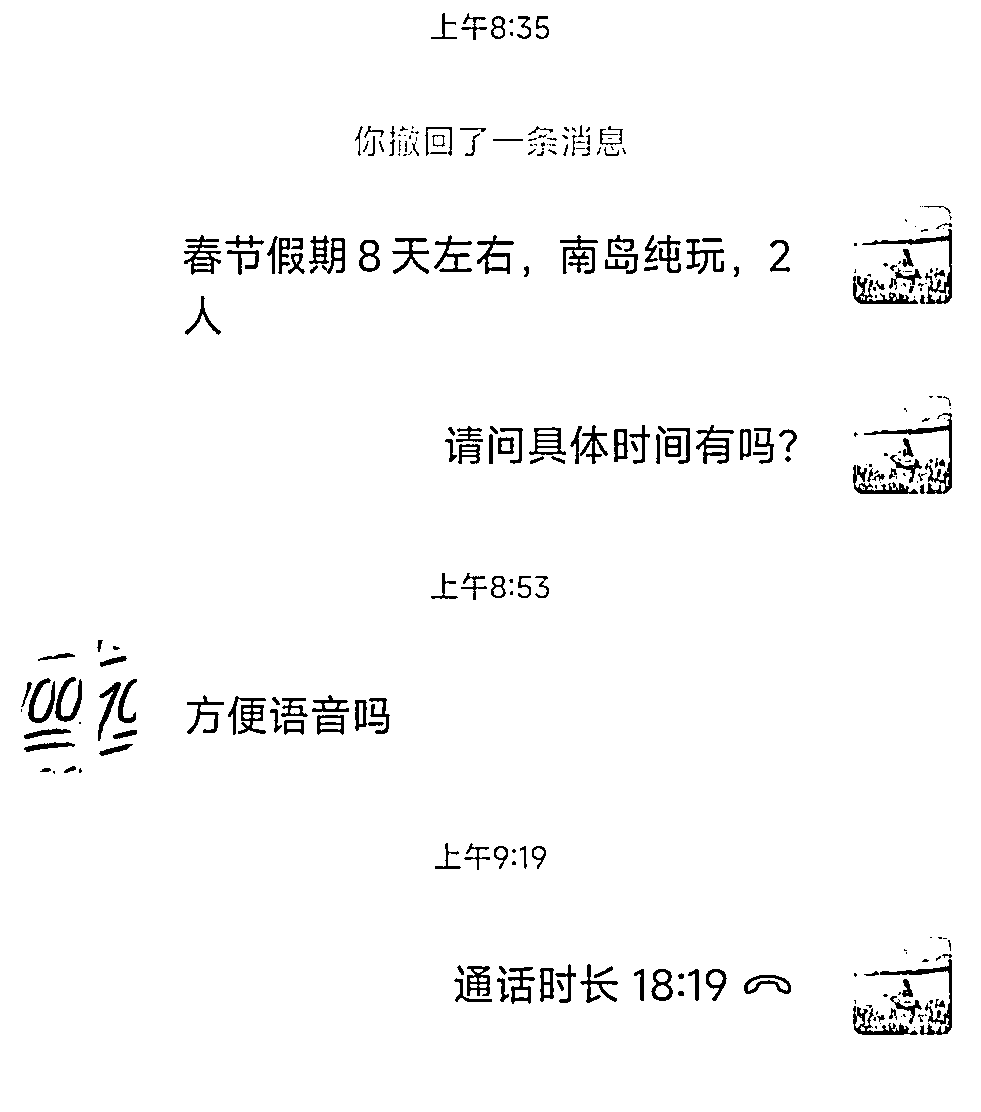 上午8:35
你撤回了一条消息
春节假期 8 天左右，南岛纯玩，2
人
请问具体时间有吗？
上午8:53
方便语音吗
上午9:19
通话时长 18:19